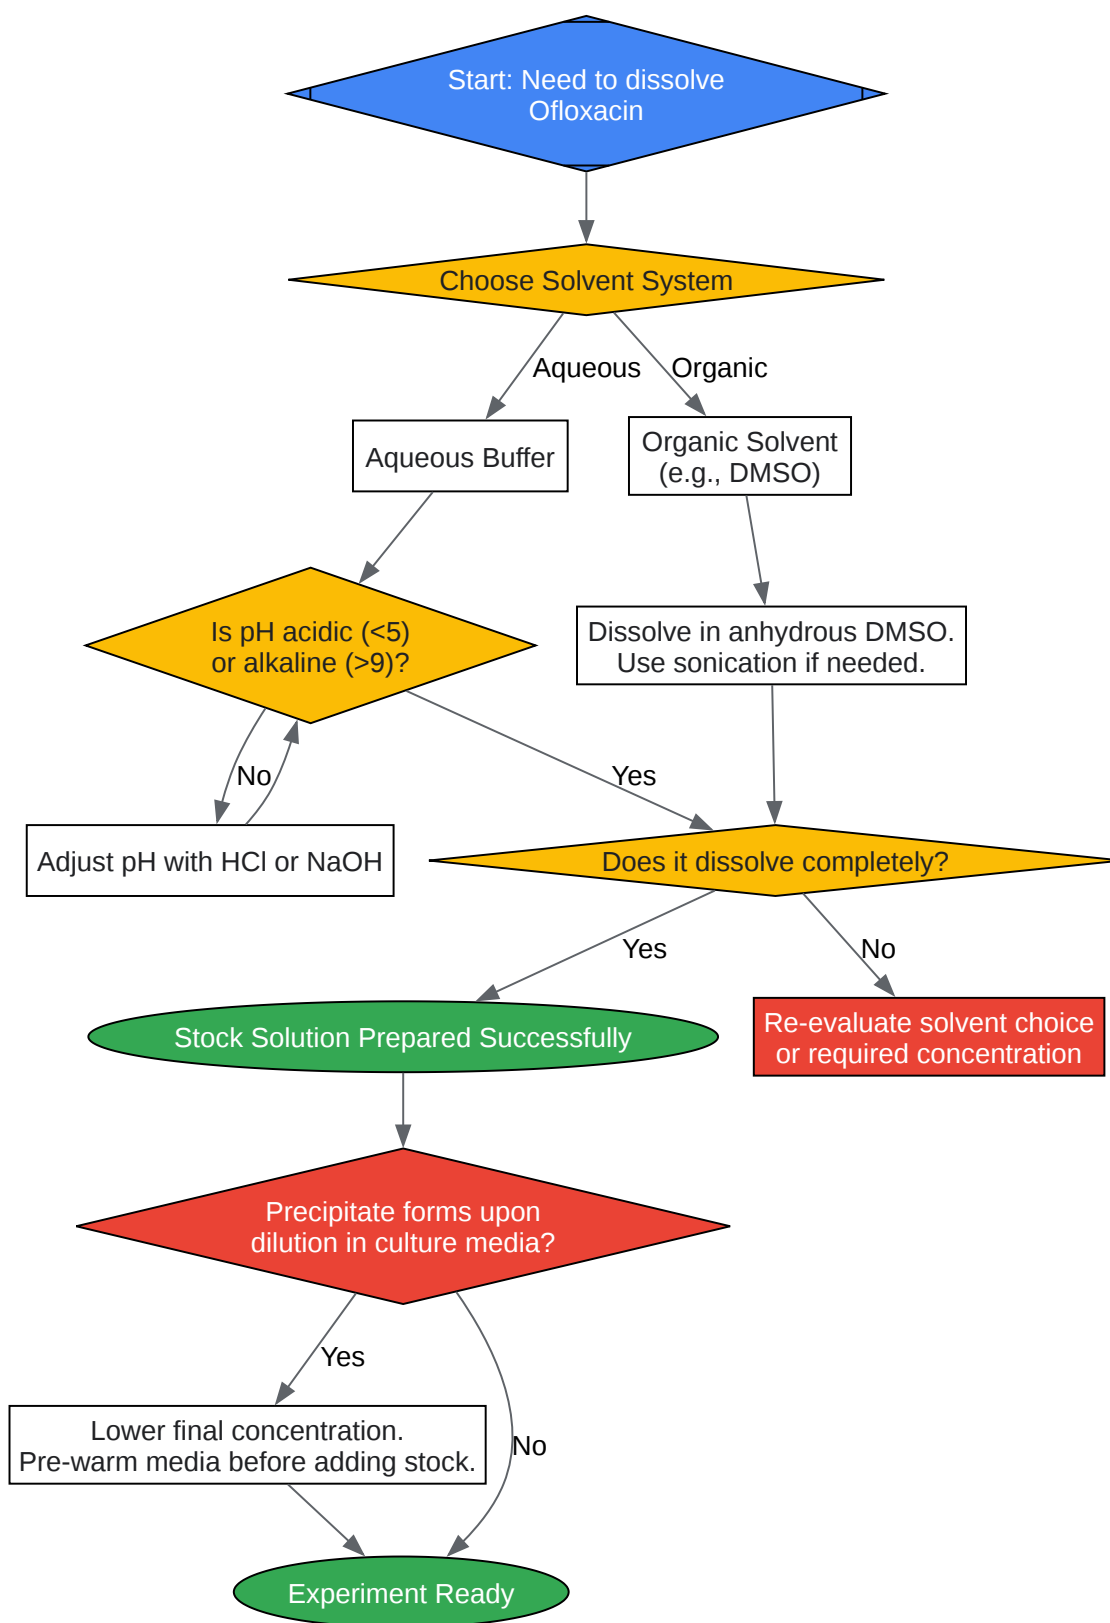 Start: Need to dissolve
Ofloxacin
Choose Solvent System
Aqueous
Organic
Aqueous Buffer
Organic Solvent
(e.g., DMSO)
Is pH acidic (<5)
or alkaline (>9)?
Dissolve in anhydrous DMSO.
Use sonication if needed.
No
Yes
Adjust pH with HCl or NaOH
Does it dissolve completely?
Yes
No
Stock Solution Prepared Successfully
Re-evaluate solvent choice
or required concentration
Precipitate forms upon
dilution in culture media?
Yes
No
Lower final concentration.
Pre-warm media before adding stock.
Experiment Ready